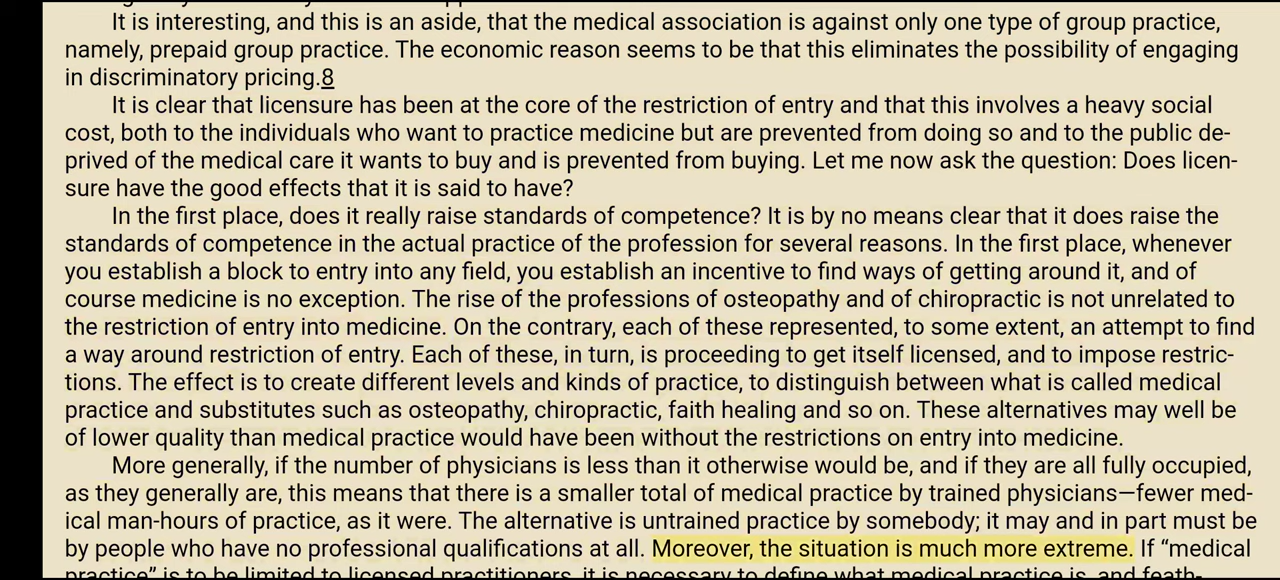 It is interesting, and this is an aside, that the medical association is against only one type of group practice,
namely, prepaid group practice. The economic reason seems to be that this eliminates the possibility of engaging
in discriminatory pricing.8
It is clear that licensure has been at the core of the restriction of entry and that this involves a heavy social
cost, both to the individuals who want to practice medicine but are prevented from doing so and to the public de-
prived of the medical care it wants to buy and is prevented from buying. Let me now ask the question: Does licen-
sure have the good effects that it is said to have?
In the first place, does it really raise standards of competence? It is by no means clear that it does raise the
standards of competence in the actual practice of the profession for several reasons. In the first place, whenever
you establish a block to entry into any field, you establish an incentive to find ways of getting around it, and of
course medicine is no exception. The rise of the professions of osteopathy and of chiropractic is not unrelated to
the restriction of entry into medicine. On the contrary, each of these represented, to some extent, an attempt to find
a way around restriction of entry. Each of these, in turn, is proceeding to get itself licensed, and to impose restric-
tions. The effect is to create different levels and kinds of practice, to distinguish between what is called medical
practice and substitutes such as osteopathy, chiropractic, faith healing and so on. These alternatives may well be
of lower quality than medical practice would have been without the restrictions on entry into medicine.
More generally, if the number of physicians is less than it otherwise would be, and if they are all fully occupied,
as they generally are, this means that there is a smaller total of medical practice by trained physicians—fewer med-
ical man-hours of practice, as it were. The alternative is untrained practice by somebody; it may and in part must be
by people who have no professional qualifications at all. Moreover, the situation is much more extreme. If “medical
practice” is to be limited to licensed practitioners, it is necessary to define what medical practice is, and feath-